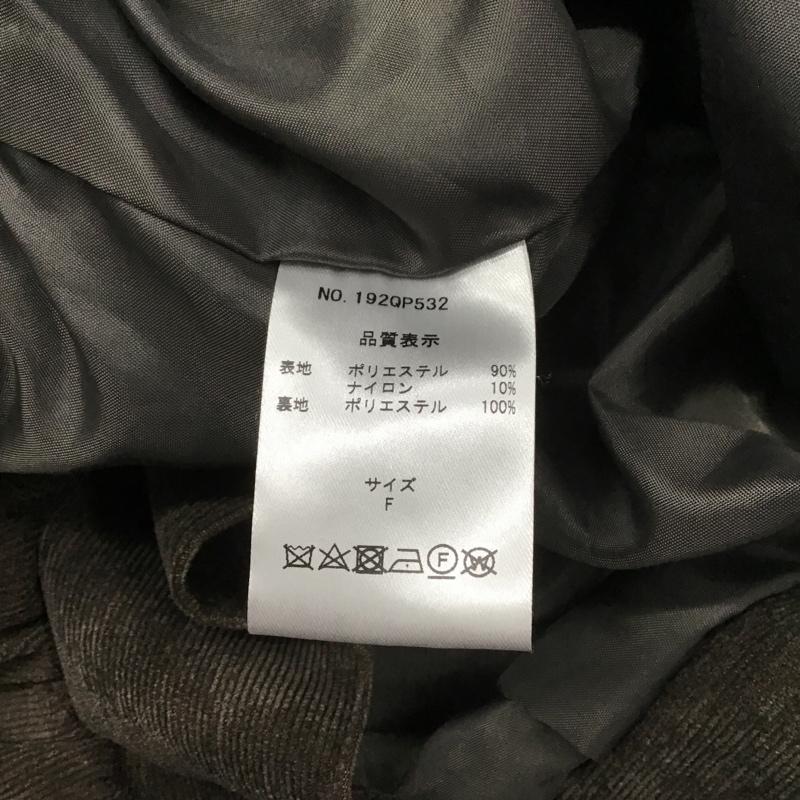 NO. 192QP532
品質表示
表地 ポリエステル 90%
ナイロン 10%
裏地 ポリエステル 100%
サイズ
F
F W